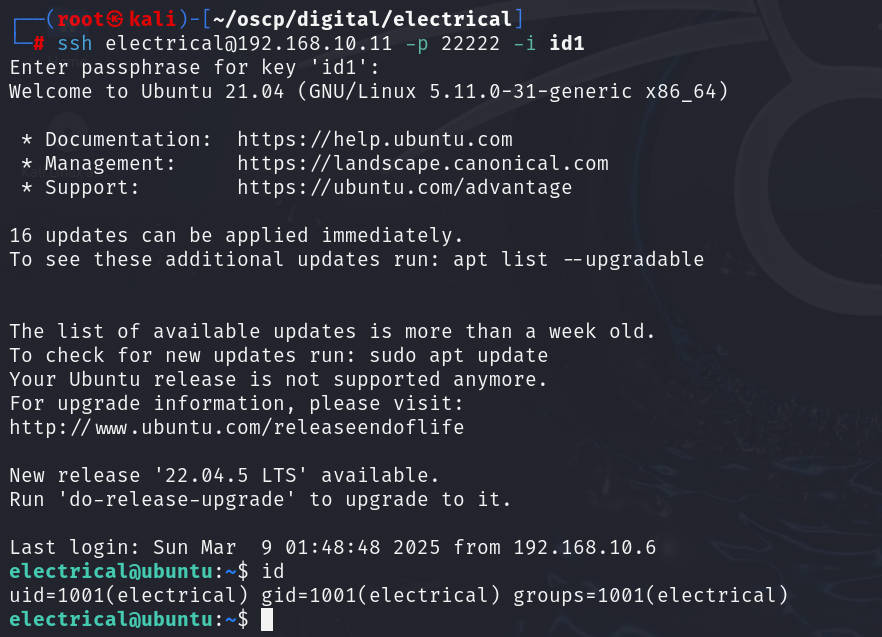 ┌──(root㉿kali)-[~/oscp/digital/electrical]
└─# ssh electrical@192.168.10.11 -p 22222 -i id1
Enter passphrase for key 'id1':
Welcome to Ubuntu 21.04 (GNU/Linux 5.11.0-31-generic x86_64)
* Documentation:  https://help.ubuntu.com
* Management:     https://landscape.canonical.com
* Support:        https://ubuntu.com/advantage
16 updates can be applied immediately.
To see these additional updates run: apt list --upgradable
The list of available updates is more than a week old.
To check for new updates run: sudo apt update
Your Ubuntu release is not supported anymore.
For upgrade information, please visit:
http://www.ubuntu.com/releaseendoflife
New release '22.04.5 LTS' available.
Run 'do-release-upgrade' to upgrade to it.
Last login: Sun Mar  9 01:48:48 2025 from 192.168.10.6
electrical@ubuntu:~$ id
uid=1001(electrical) gid=1001(electrical) groups=1001(electrical)
electrical@ubuntu:~$